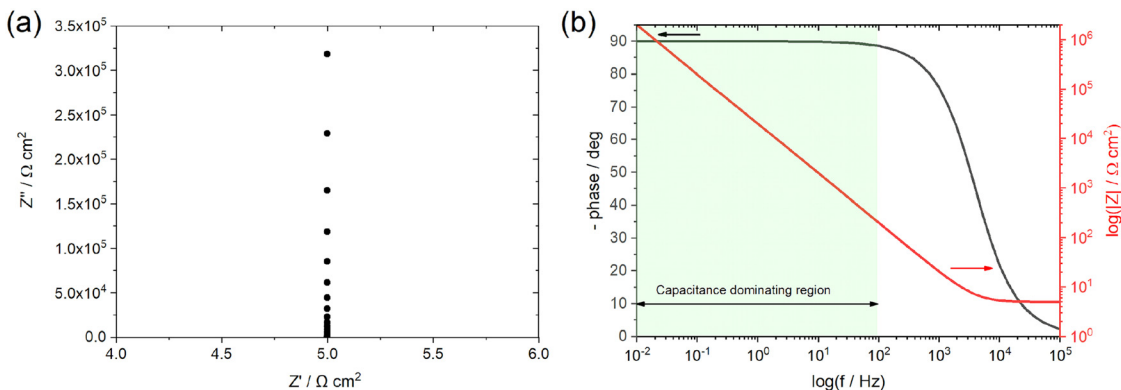 (a)
Z'' / Ω cm²
3.5x10⁵
3.0x10⁵
2.5x10⁵
2.0x10⁵
1.5x10⁵
1.0x10⁵
5.0x10⁴
0.0
4.0 4.5 5.0 5.5 6.0
Z' / Ω cm²
(b)
- phase / deg
90
80
70
60
50
40
30
20
10
0
Capacitance dominating region
10⁻² 10⁻¹ 10⁰ 10¹ 10² 10³ 10⁴ 10⁵
log(f / Hz)
10⁶
10⁵
10⁴
10³
10²
10¹
10⁰
log(|Z| / Ω cm²)